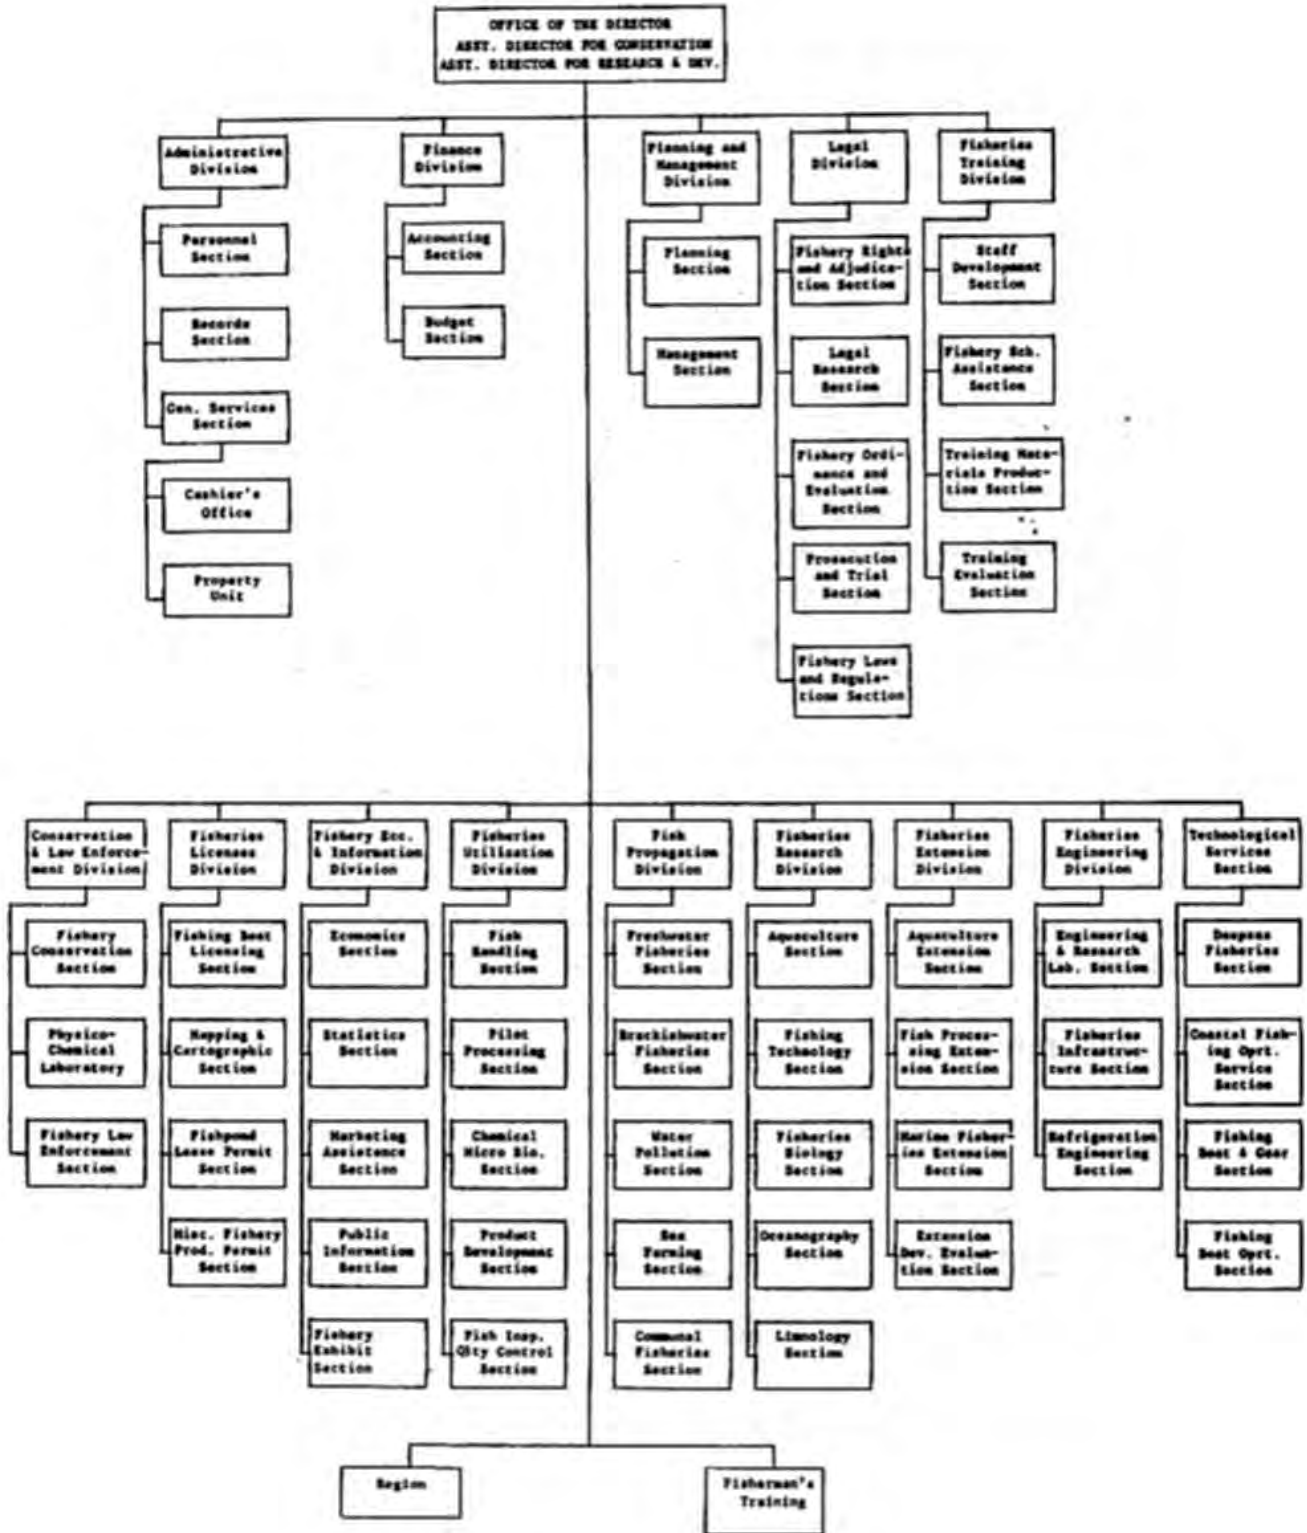 OFFICE OF THE DIRECTOR
ASST. DIRECTOR FOR CONSERVATION
ASST. DIRECTOR FOR RESEARCH & DEV.
Administrative
Division
Personnel
Section
Records
Section
Gen. Services
Section
Cashier's
Office
Property
Unit
Finance
Division
Accounting
Section
Budget
Section
Planning and
Management
Division
Planning
Section
Management
Section
Legal
Division
Fishery Rights
and Adjudica-
tion Section
Legal
Research
Section
Fishery Ordi-
nance and
Evaluation
Section
Prosecution
and Trial
Section
Fishery Laws
and Regula-
tions Section
Fisheries
Training
Division
Staff
Development
Section
Fishery Sch.
Assistance
Section
Training Mate-
rials Produc-
tion Section
Training
Evaluation
Section
Conservation
& Law Enforce-
ment Division
Fishery
Conservation
Section
Physico-
Chemical
Laboratory
Fishery Law
Enforcement
Section
Fisheries
Licenses
Division
Fishing Boat
Licensing
Section
Mapping &
Cartographic
Section
Fishpond
Lease Permit
Section
Misc. Fishery
Prod. Permit
Section
Fishery Ecc.
& Information
Division
Economics
Section
Statistics
Section
Marketing
Assistance
Section
Public
Information
Section
Fishery
Exhibit
Section
Fisheries
Utilization
Division
Fish
Handling
Section
Pilot
Processing
Section
Chemical
Micro Bio.
Section
Product
Development
Section
Fish Insp.
Qlty Control
Section
Fish
Propagation
Division
Freshwater
Fisheries
Section
Brackishwater
Fisheries
Section
Water
Pollution
Section
Sea
Farming
Section
Communal
Fisheries
Section
Fisheries
Research
Division
Aquaculture
Section
Fishing
Technology
Section
Fisheries
Biology
Section
Oceanography
Section
Limnology
Section
Fisheries
Extension
Division
Aquaculture
Extension
Section
Fish Proces-
sing Exten-
sion Section
Marine Fisher-
ies Extension
Section
Extension
Dev. Evalua-
tion Section
Fisheries
Engineering
Division
Engineering
& Research
Lab. Section
Fisheries
Infrastruc-
ture Section
Refrigeration
Engineering
Section
Technological
Services
Section
Deepsea
Fisheries
Section
Coastal Fish-
ing Oprt.
Service
Section
Fishing
Boat & Gear
Section
Fishing
Boat Oprt.
Section
Region
Fisherman's
Training